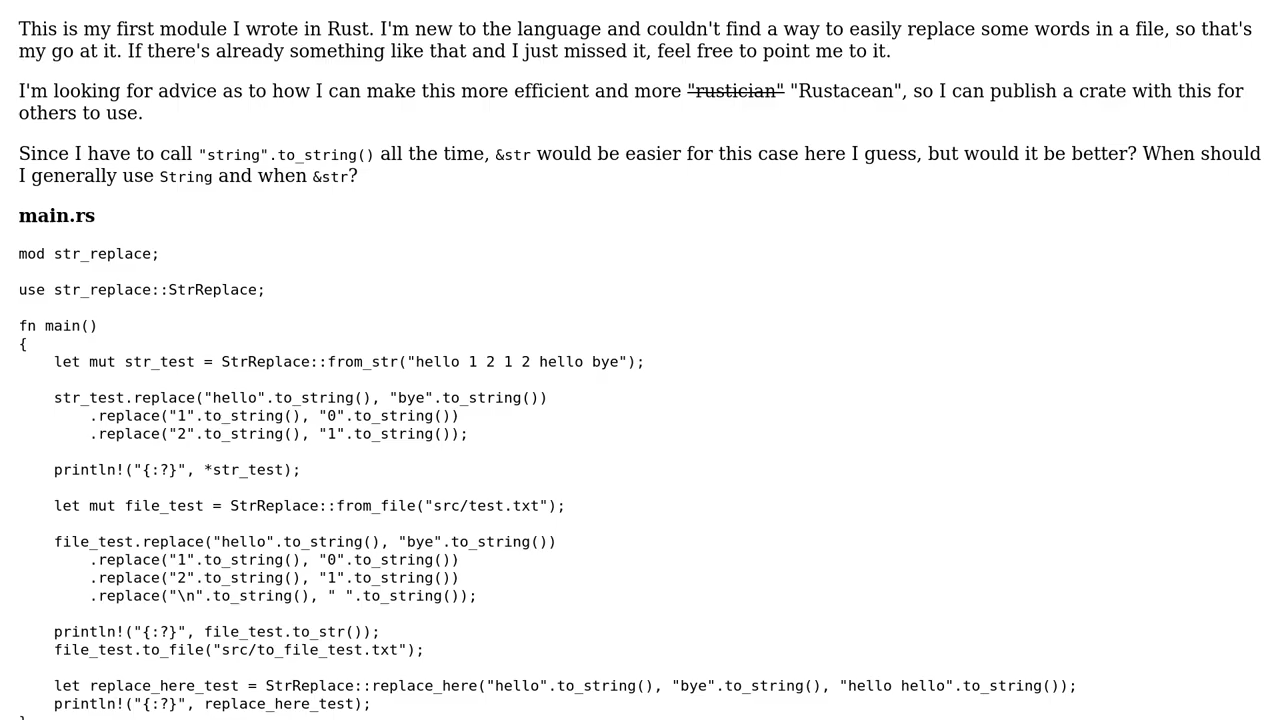 This is my first module I wrote in Rust. I'm new to the language and couldn't find a way to easily replace some words in a file, so that's
my go at it. If there's already something like that and I just missed it, feel free to point me to it.
I'm looking for advice as to how I can make this more efficient and more "rustician" "Rustacean", so I can publish a crate with this for
others to use.
Since I have to call "string".to_string() all the time, &str would be easier for this case here I guess, but would it be better? When should
I generally use String and when &str?
main.rs
mod str_replace;
use str_replace::StrReplace;
fn main()
{
    let mut str_test = StrReplace::from_str("hello 1 2 1 2 hello bye");
    str_test.replace("hello".to_string(), "bye".to_string())
        .replace("1".to_string(), "0".to_string())
        .replace("2".to_string(), "1".to_string());
    println!("{:?}", *str_test);
    let mut file_test = StrReplace::from_file("src/test.txt");
    file_test.replace("hello".to_string(), "bye".to_string())
        .replace("1".to_string(), "0".to_string())
        .replace("2".to_string(), "1".to_string())
        .replace("\n".to_string(), " ".to_string());
    println!("{:?}", file_test.to_str());
    file_test.to_file("src/to_file_test.txt");
    let replace_here_test = StrReplace::replace_here("hello".to_string(), "bye".to_string(), "hello hello".to_string());
    println!("{:?}", replace_here_test);
}